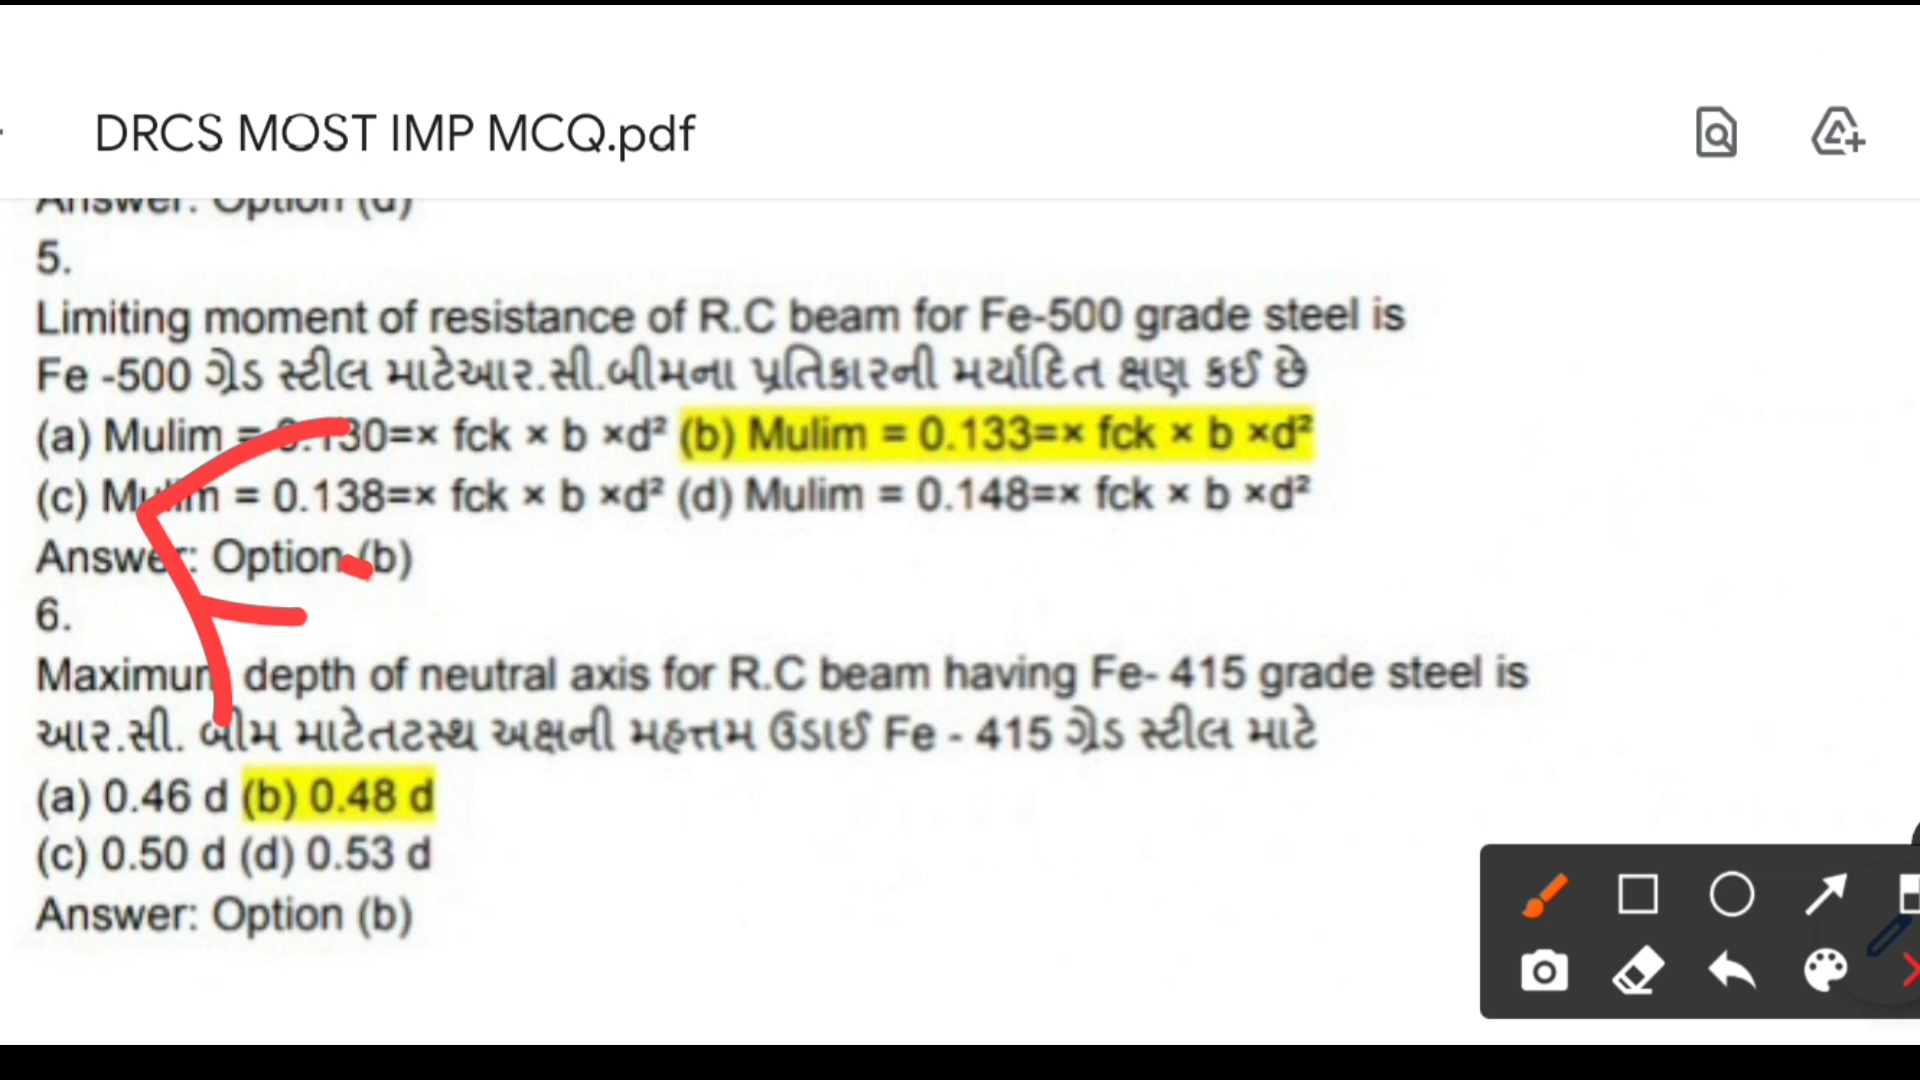 DRCS MOST IMP MCQ.pdf
Answer: Option (d)
5.
Limiting moment of resistance of R.C beam for Fe-500 grade steel is
Fe -500 ગ્રેડ સ્ટીલ માટેઆર.સી.બીમના પ્રતિકારની મર્યાદિત ક્ષણ કઈ છે
(a) Mulim = 0.130=× fck × b ×d² (b) Mulim = 0.133=× fck × b ×d²
(c) Mulim = 0.138=× fck × b ×d² (d) Mulim = 0.148=× fck × b ×d²
Answer: Option (b)
6.
Maximum depth of neutral axis for R.C beam having Fe- 415 grade steel is
આર.સી. બીમ માટેતટસ્થ અક્ષની મહત્તમ ઉંડાઈ Fe - 415 ગ્રેડ સ્ટીલ માટે
(a) 0.46 d (b) 0.48 d
(c) 0.50 d (d) 0.53 d
Answer: Option (b)